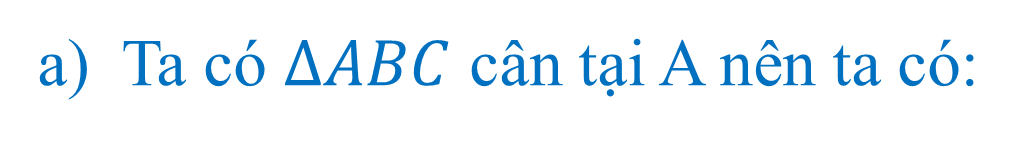 a) Ta có ΔABC cân tại A nên ta có: